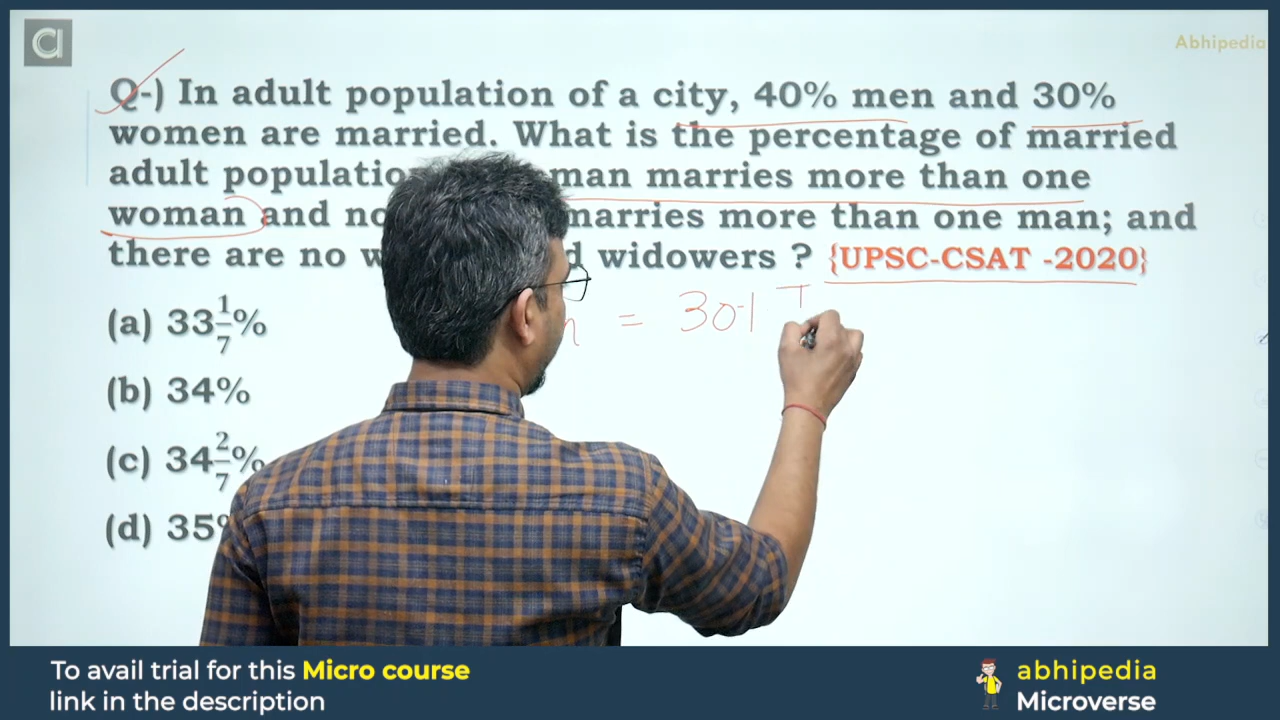 Abhipedia
Q-) In adult population of a city, 40% men and 30%
women are married. What is the percentage of married
adult man marries more than one
woman and marries more than one man; and
there are no widowers ? {UPSC-CSAT -2020}
= 30%
(a) 33 1/7%
(b) 34%
(c) 34 2/7%
(d) 35
To avail trial for this Micro course
link in the description
abhipedia
Microverse